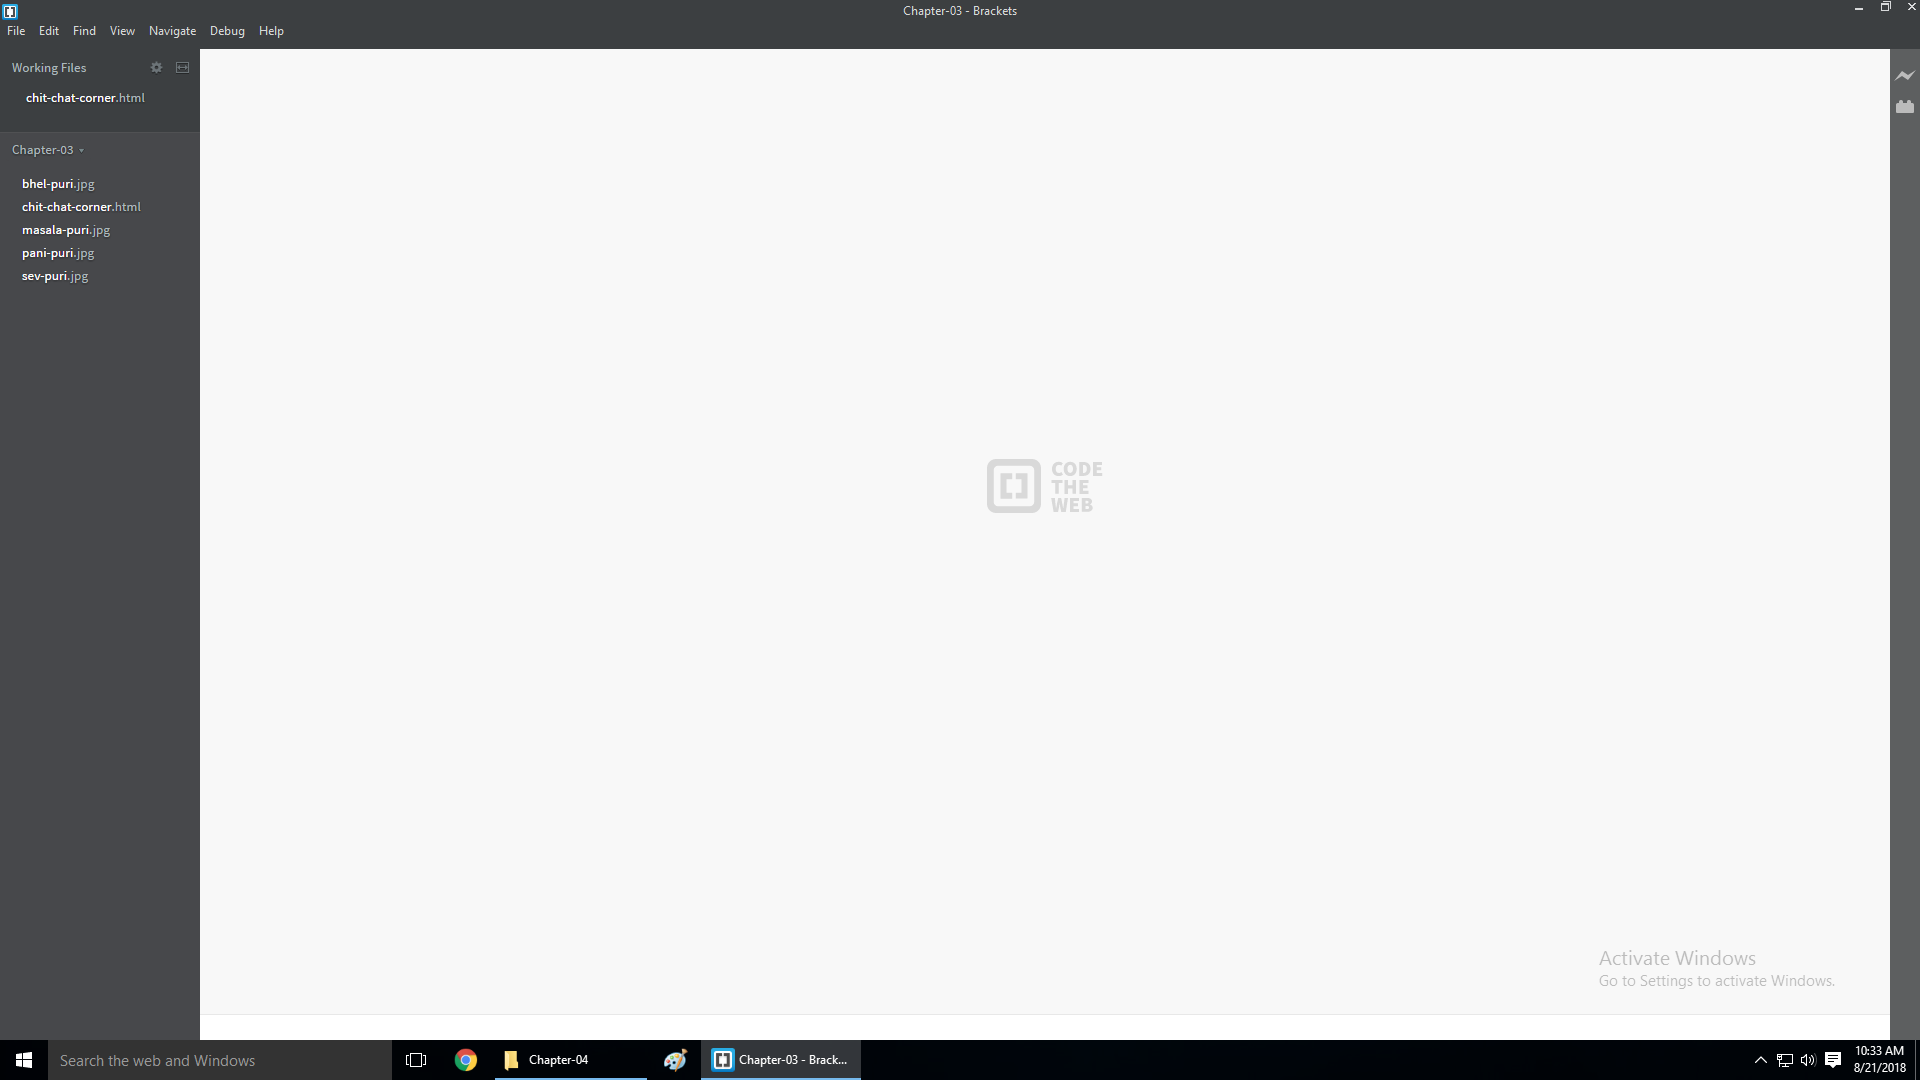 Chapter-03 - Brackets
File Edit Find View Navigate Debug Help
Working Files
chit-chat-corner.html
Chapter-03
bhel-puri.jpg
chit-chat-corner.html
masala-puri.jpg
pani-puri.jpg
sev-puri.jpg
CODE
THE
WEB
Activate Windows
Go to Settings to activate Windows.
Search the web and Windows
Chapter-04
Chapter-03 - Brack...
10:33 AM
8/21/2018